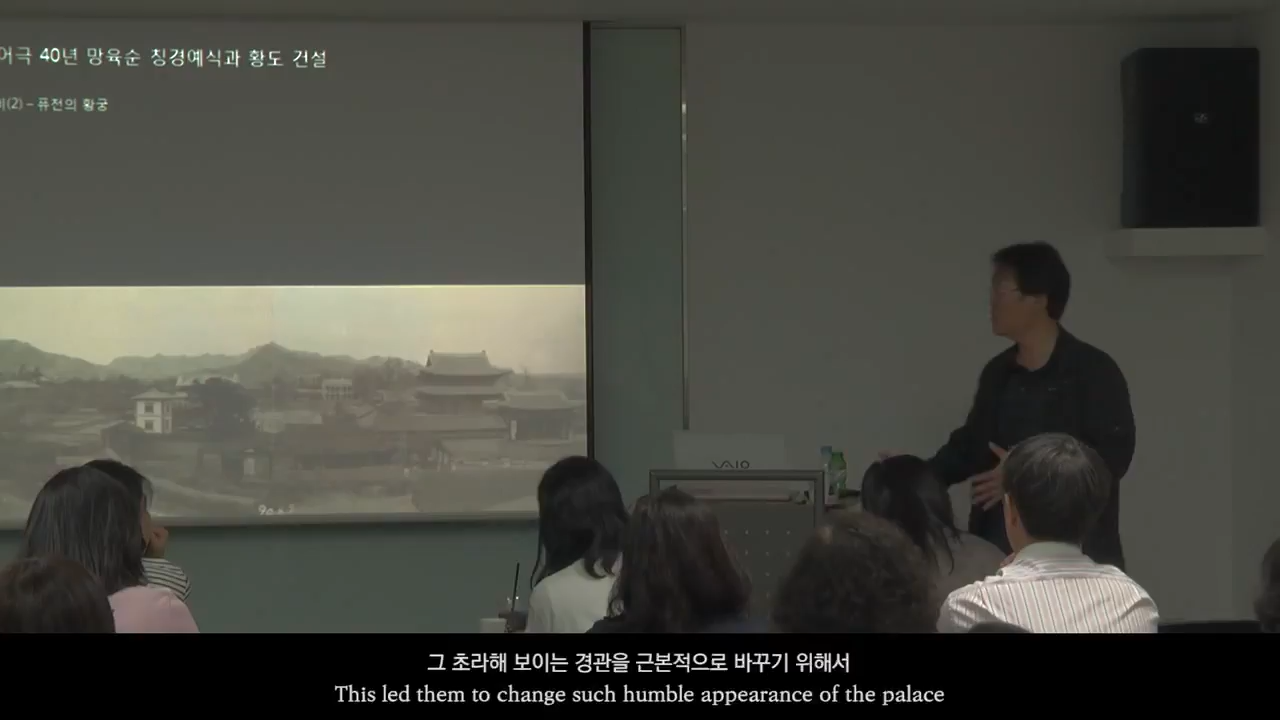 어극 40년 망육순 칭경예식과 황도 건설
(2) – 퓨전의 황궁
VAIO
그 초라해 보이는 경관을 근본적으로 바꾸기 위해서
This led them to change such humble appearance of the palace